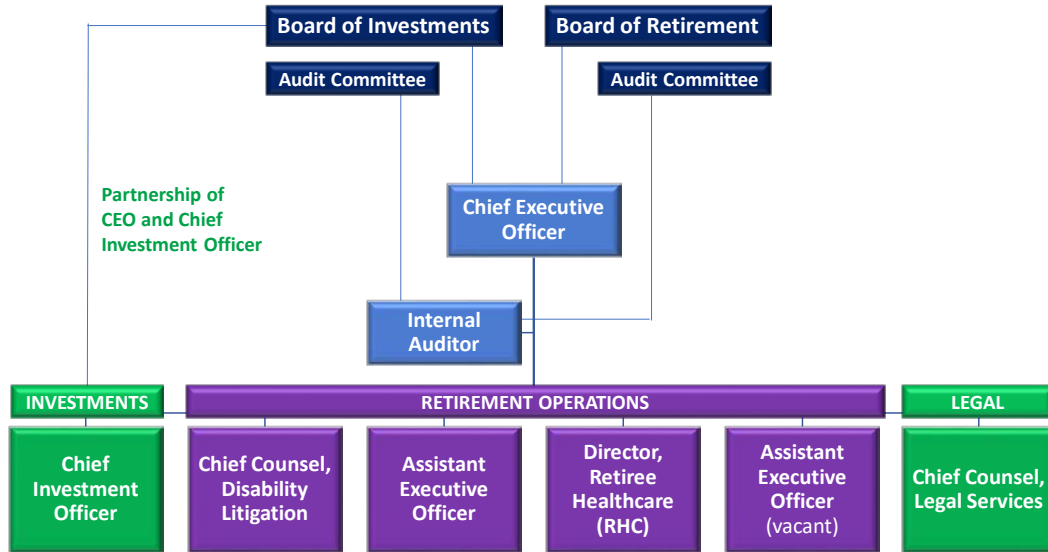 Board of Investments
Board of Retirement
Audit Committee
Audit Committee
Partnership of
CEO and Chief
Investment Officer
Chief Executive
Officer
Internal
Auditor
INVESTMENTS
RETIREMENT OPERATIONS
LEGAL
Chief
Investment
Officer
Chief Counsel,
Disability
Litigation
Assistant
Executive
Officer
Director,
Retiree
Healthcare
(RHC)
Assistant
Executive
Officer
(vacant)
Chief Counsel,
Legal Services